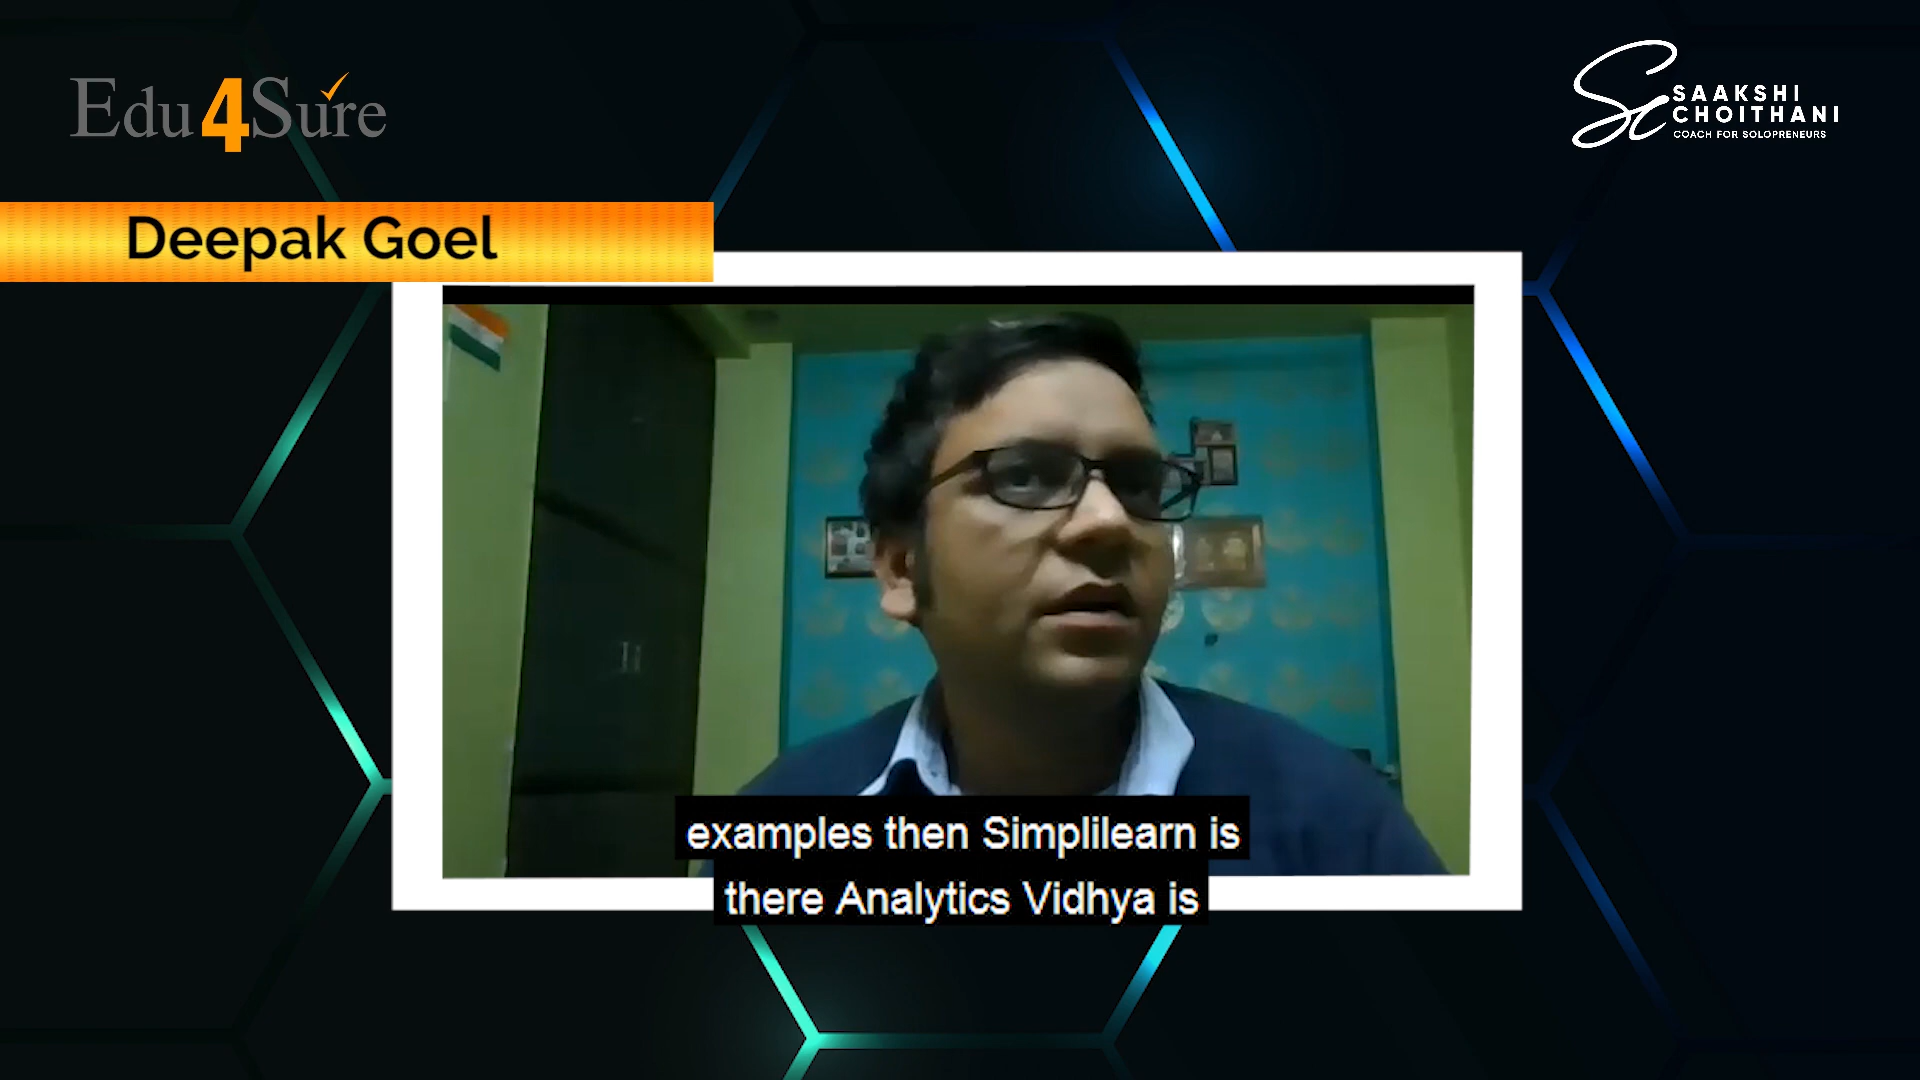 Edu4Sure
SAAKSHI
CHOITHANI
COACH FOR SOLOPRENEURS
Deepak Goel
examples then Simplilearn is
there Analytics Vidhya is